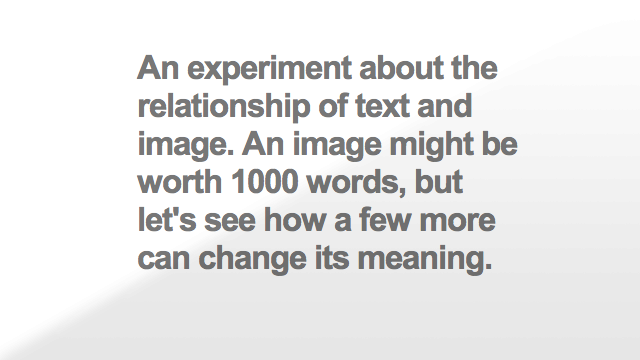 An experiment about the
relationship of text and
image. An image might be
worth 1000 words, but
let's see how a few more
can change its meaning.